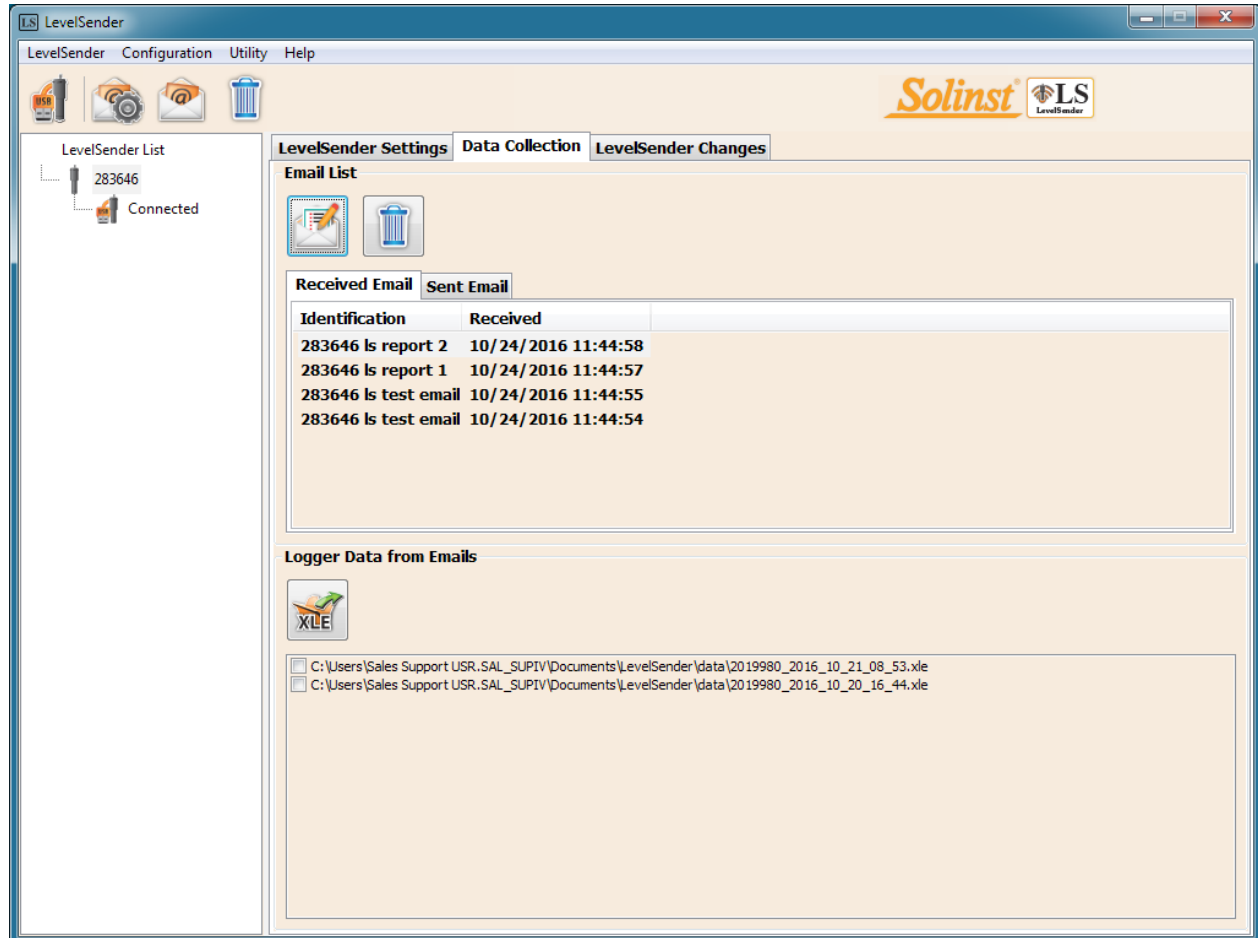 LS LevelSender
LevelSender Configuration Utility Help
USB @ @ Solinst LS
LevelSender
LevelSender List
283646
Connected
LevelSender Settings Data Collection LevelSender Changes
Email List
Received Email Sent Email
Identification Received
283646 ls report 2 10/24/2016 11:44:58
283646 ls report 1 10/24/2016 11:44:57
283646 ls test email 10/24/2016 11:44:55
283646 ls test email 10/24/2016 11:44:54
Logger Data from Emails
XLE
C:\Users\Sales Support USR.SAL_SUPIV\Documents\LevelSender\data\2019980_2016_10_21_08_53.xle
C:\Users\Sales Support USR.SAL_SUPIV\Documents\LevelSender\data\2019980_2016_10_20_16_44.xle